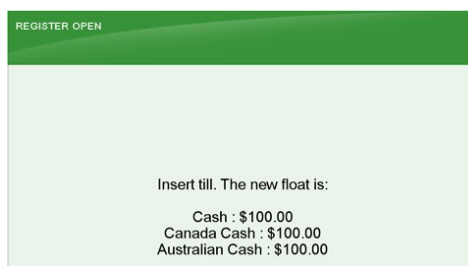 REGISTER OPEN
Insert till. The new float is:
Cash : $100.00
Canada Cash : $100.00
Australian Cash : $100.00